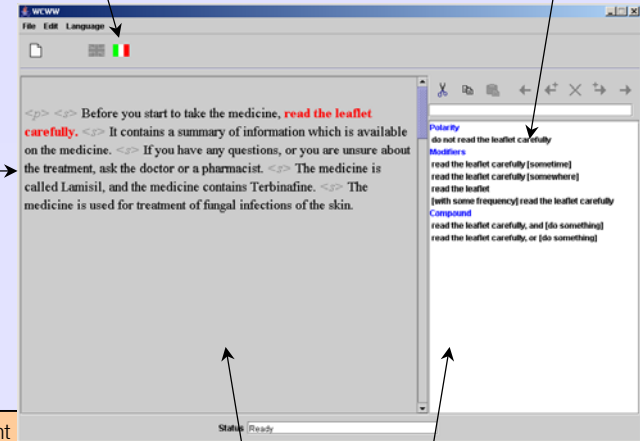 WCWW
File Edit Language
<p> <s> Before you start to take the medicine, read the leaflet
carefully. <s> It contains a summary of information which is available
on the medicine. <s> If you have any questions, or you are unsure about
the treatment, ask the doctor or a pharmacist. <s> The medicine is
called Lamisil, and the medicine contains Terbinafine. <s> The
medicine is used for treatment of fungal infections of the skin.
Polarity
do not read the leaflet carefully
Modifiers
read the leaflet carefully [sometime]
read the leaflet carefully [somewhere]
read the leaflet
[with some frequency] read the leaflet carefully
Compound
read the leaflet carefully, and [do something]
read the leaflet carefully, or [do something]
Status Ready